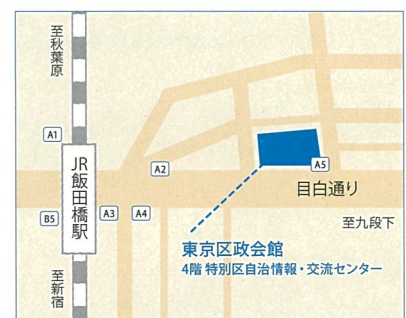 至秋葉原
A1
JR飯田橋駅
A2
A5
目白通り
B5
A3
A4
至九段下
東京区政会館
4階 特別区自治情報・交流センター
至新宿